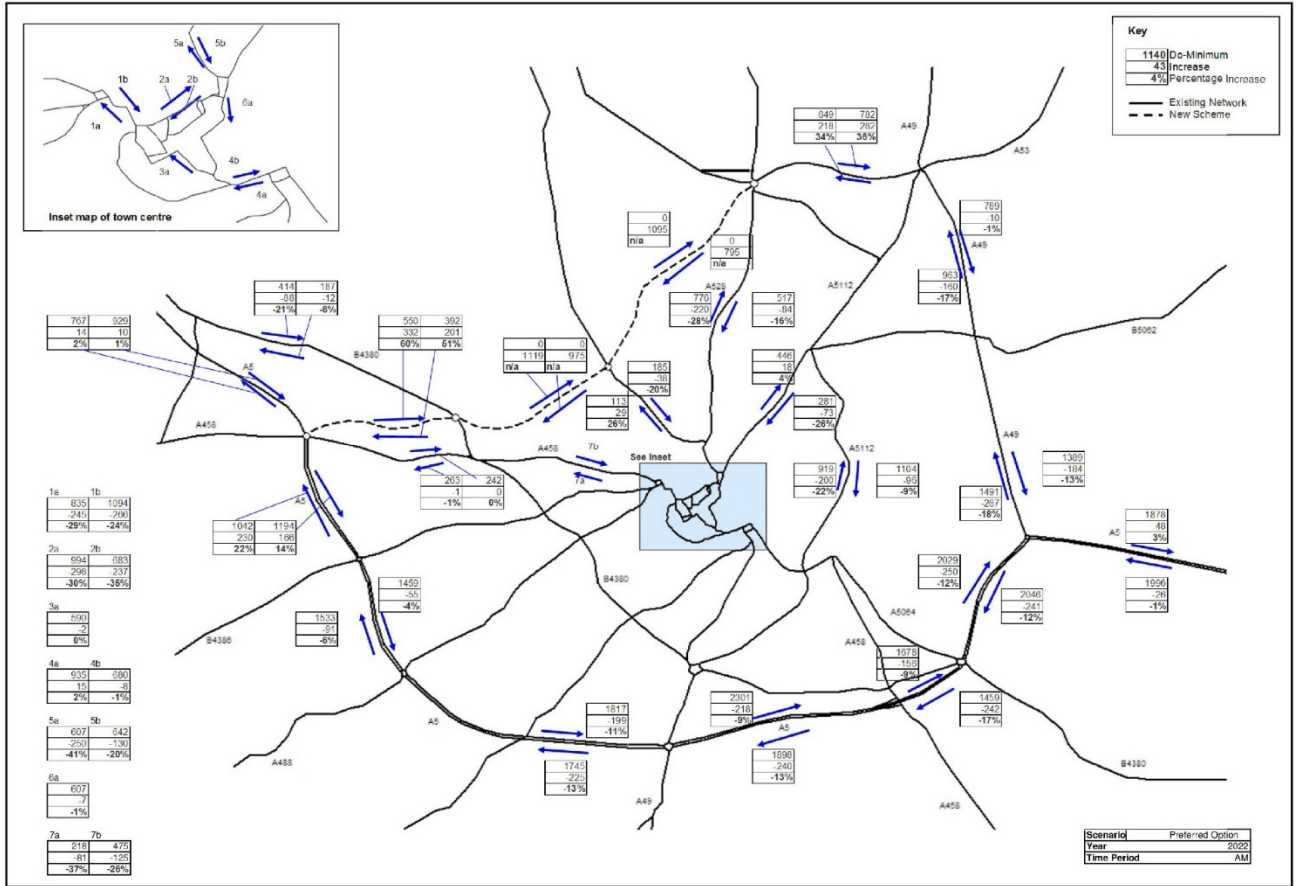 5a
5b
1b
2a
2b
6a
1a
3a
4b
4a
Inset map of town centre
Key
1140 Do-Minimum
43 Increase
4% Percentage Increase
Existing Network
New Scheme
649 782
218 282
34% 36%
A49
A53
789
-10
-1%
A49
963
-160
-17%
0
1095
n/a
0
795
n/a
A528
776
-220
-28%
517
-84
-16%
A5112
B5062
414 187
-88 -12
-21% -6%
767 929
14 10
2% 1%
550 392
332 201
60% 51%
B4380
0 0
1119 975
n/a n/a
A5
185
-38
-20%
446
18
4%
113
29
26%
281
-73
-26%
A458
A458
7b
7a
See Inset
A5112
A49
263 242
-1 0
-1% 0%
919
-200
-22%
1104
-96
-9%
1389
-184
-13%
1491
-267
-18%
1878
48
3%
A5
1996
-26
-1%
A5
1042 1194
230 166
22% 14%
1a 1b
835 1094
-245 -266
-29% -24%
2a 2b
994 683
-296 -237
-30% -35%
3a
590
-2
0%
4a 4b
935 680
15 -8
2% -1%
5a 5b
607 642
-250 -130
-41% -20%
6a
607
-7
-1%
7a 7b
218 475
-81 -125
-37% -26%
1459
-55
-4%
1533
-91
-6%
B4386
B4380
2029
-250
-12%
2046
-241
-12%
A5064
A458
1678
-158
-9%
1459
-242
-17%
2301
-218
-9%
1817
-199
-11%
A5
A5
A488
1745
-225
-13%
1898
-240
-13%
A49
A458
B4380
Scenario Preferred Option
Year 2022
Time Period AM